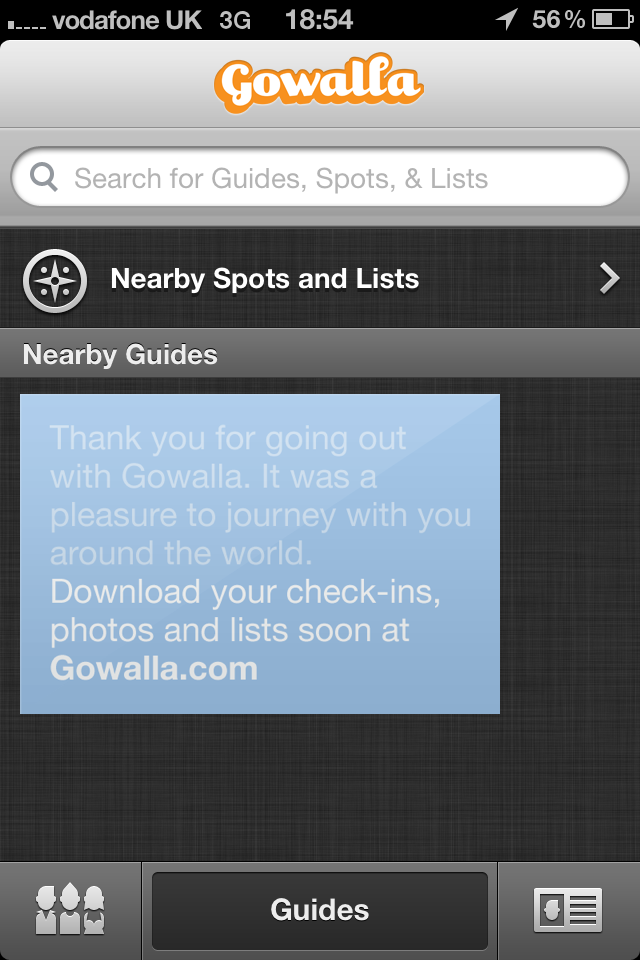 vodafone UK 3G 18:54 56%
Gowalla
Search for Guides, Spots, & Lists
Nearby Spots and Lists
Nearby Guides
Thank you for going out
with Gowalla. It was a
pleasure to journey with you
around the world.
Download your check-ins,
photos and lists soon at
Gowalla.com
Guides